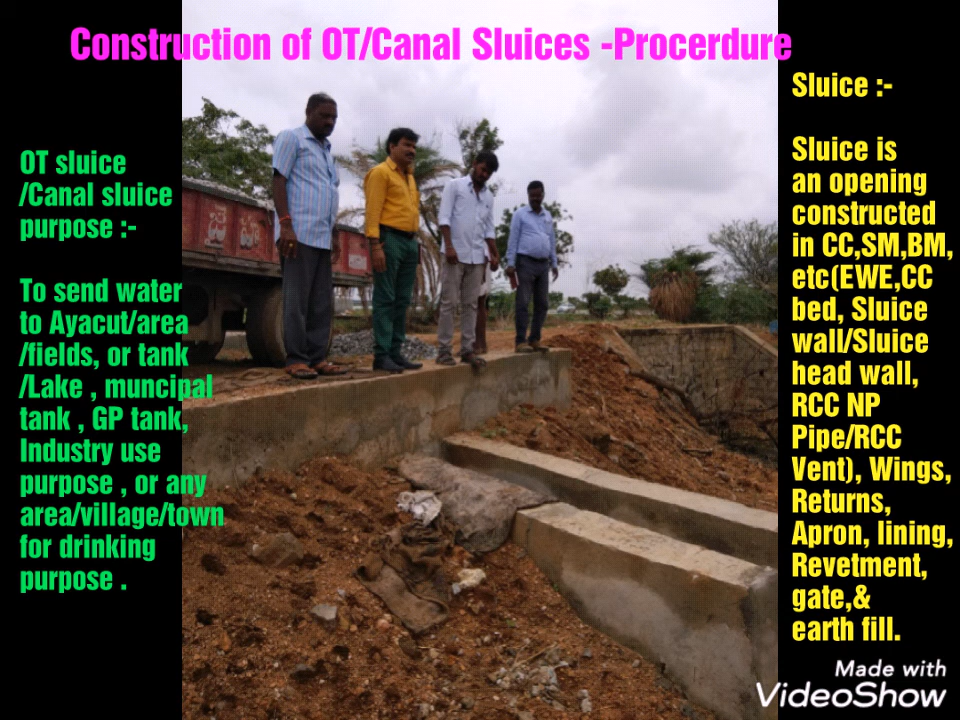 Construction of OT/Canal Sluices -Procerdure
OT sluice
/Canal sluice
purpose :-
To send water
to Ayacut/area
/fields, or tank
/Lake , muncipal
tank , GP tank,
Industry use
purpose , or any
area/village/town
for drinking
purpose .
Sluice :-
Sluice is
an opening
constructed
in CC,SM,BM,
etc(EWE,CC
bed, Sluice
wall/Sluice
head wall,
RCC NP
Pipe/RCC
Vent), Wings,
Returns,
Apron, lining,
Revetment,
gate,&
earth fill.
Made with
VideoShow